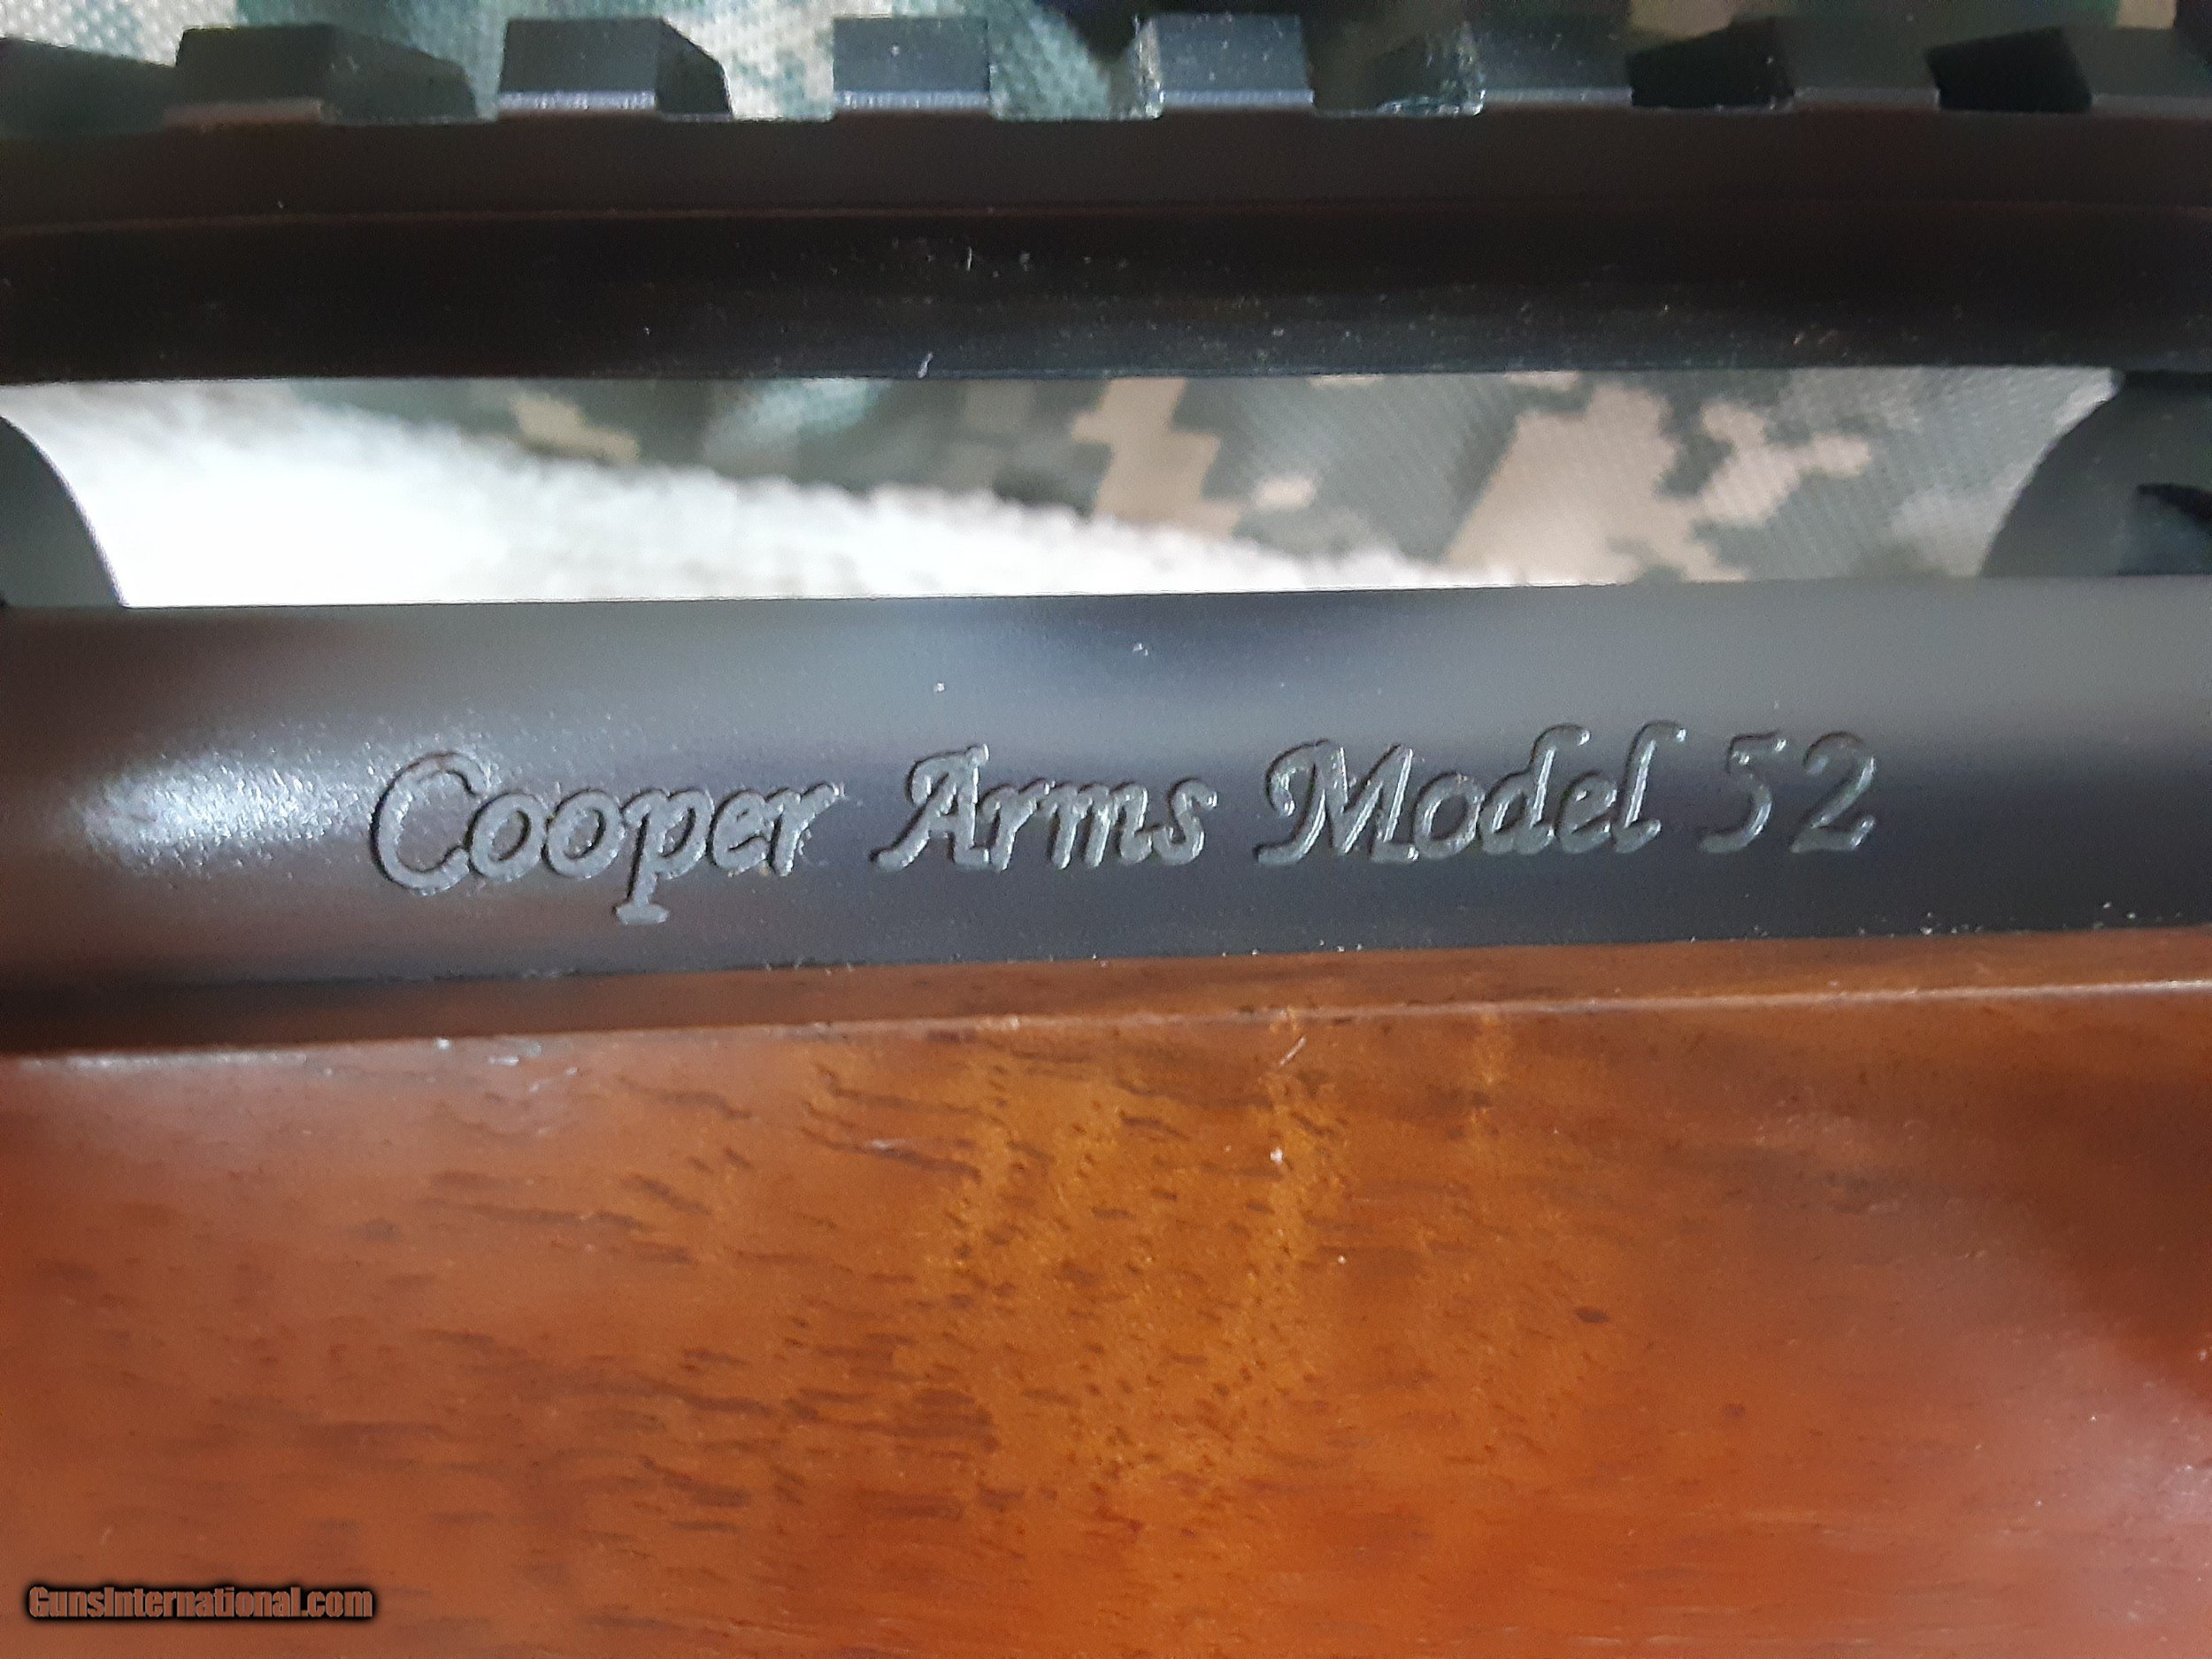 Cooper Arms Model 52
GunsInternational.com